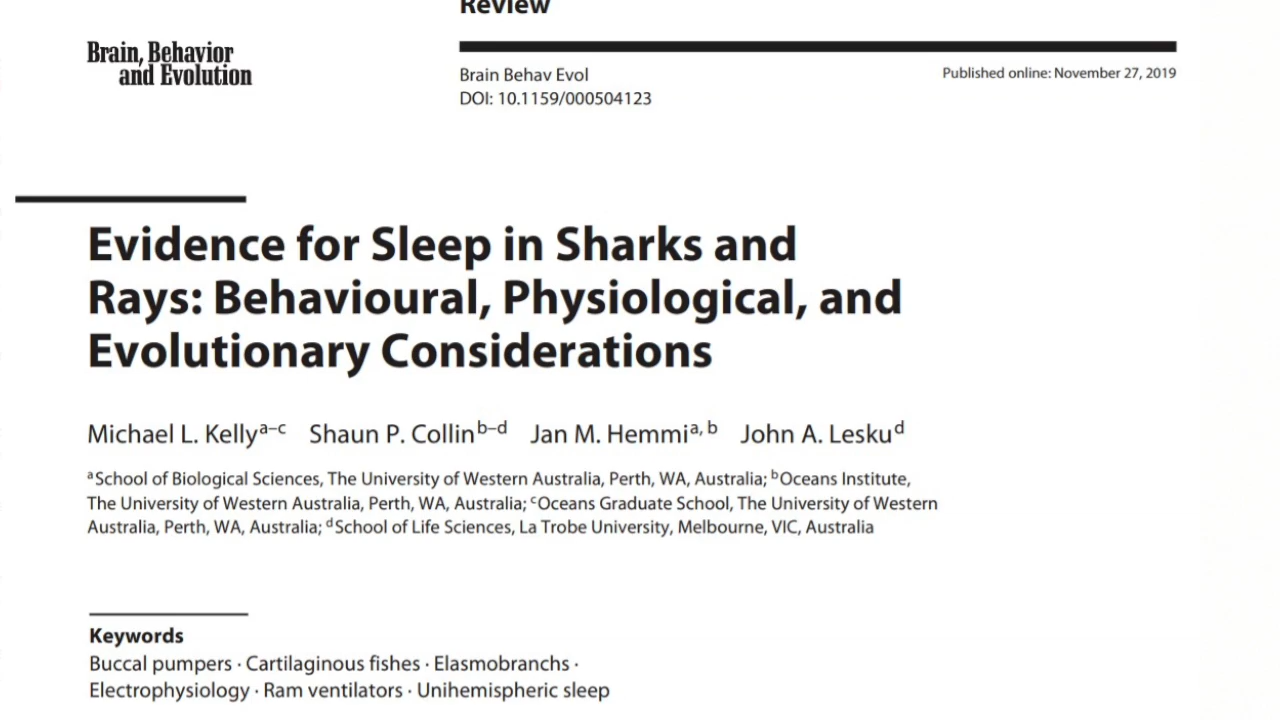 Review
Brain, Behavior
and Evolution
Brain Behav Evol
DOI: 10.1159/000504123
Published online: November 27, 2019
Evidence for Sleep in Sharks and
Rays: Behavioural, Physiological, and
Evolutionary Considerations
Michael L. Kellyᵃ⁻ᶜ Shaun P. Collinᵇ⁻ᵈ Jan M. Hemmiᵃ,ᵇ John A. Leskuᵈ
ᵃSchool of Biological Sciences, The University of Western Australia, Perth, WA, Australia; ᵇOceans Institute,
The University of Western Australia, Perth, WA, Australia; ᶜOceans Graduate School, The University of Western
Australia, Perth, WA, Australia; ᵈSchool of Life Sciences, La Trobe University, Melbourne, VIC, Australia
Keywords
Buccal pumpers · Cartilaginous fishes · Elasmobranchs ·
Electrophysiology · Ram ventilators · Unihemispheric sleep